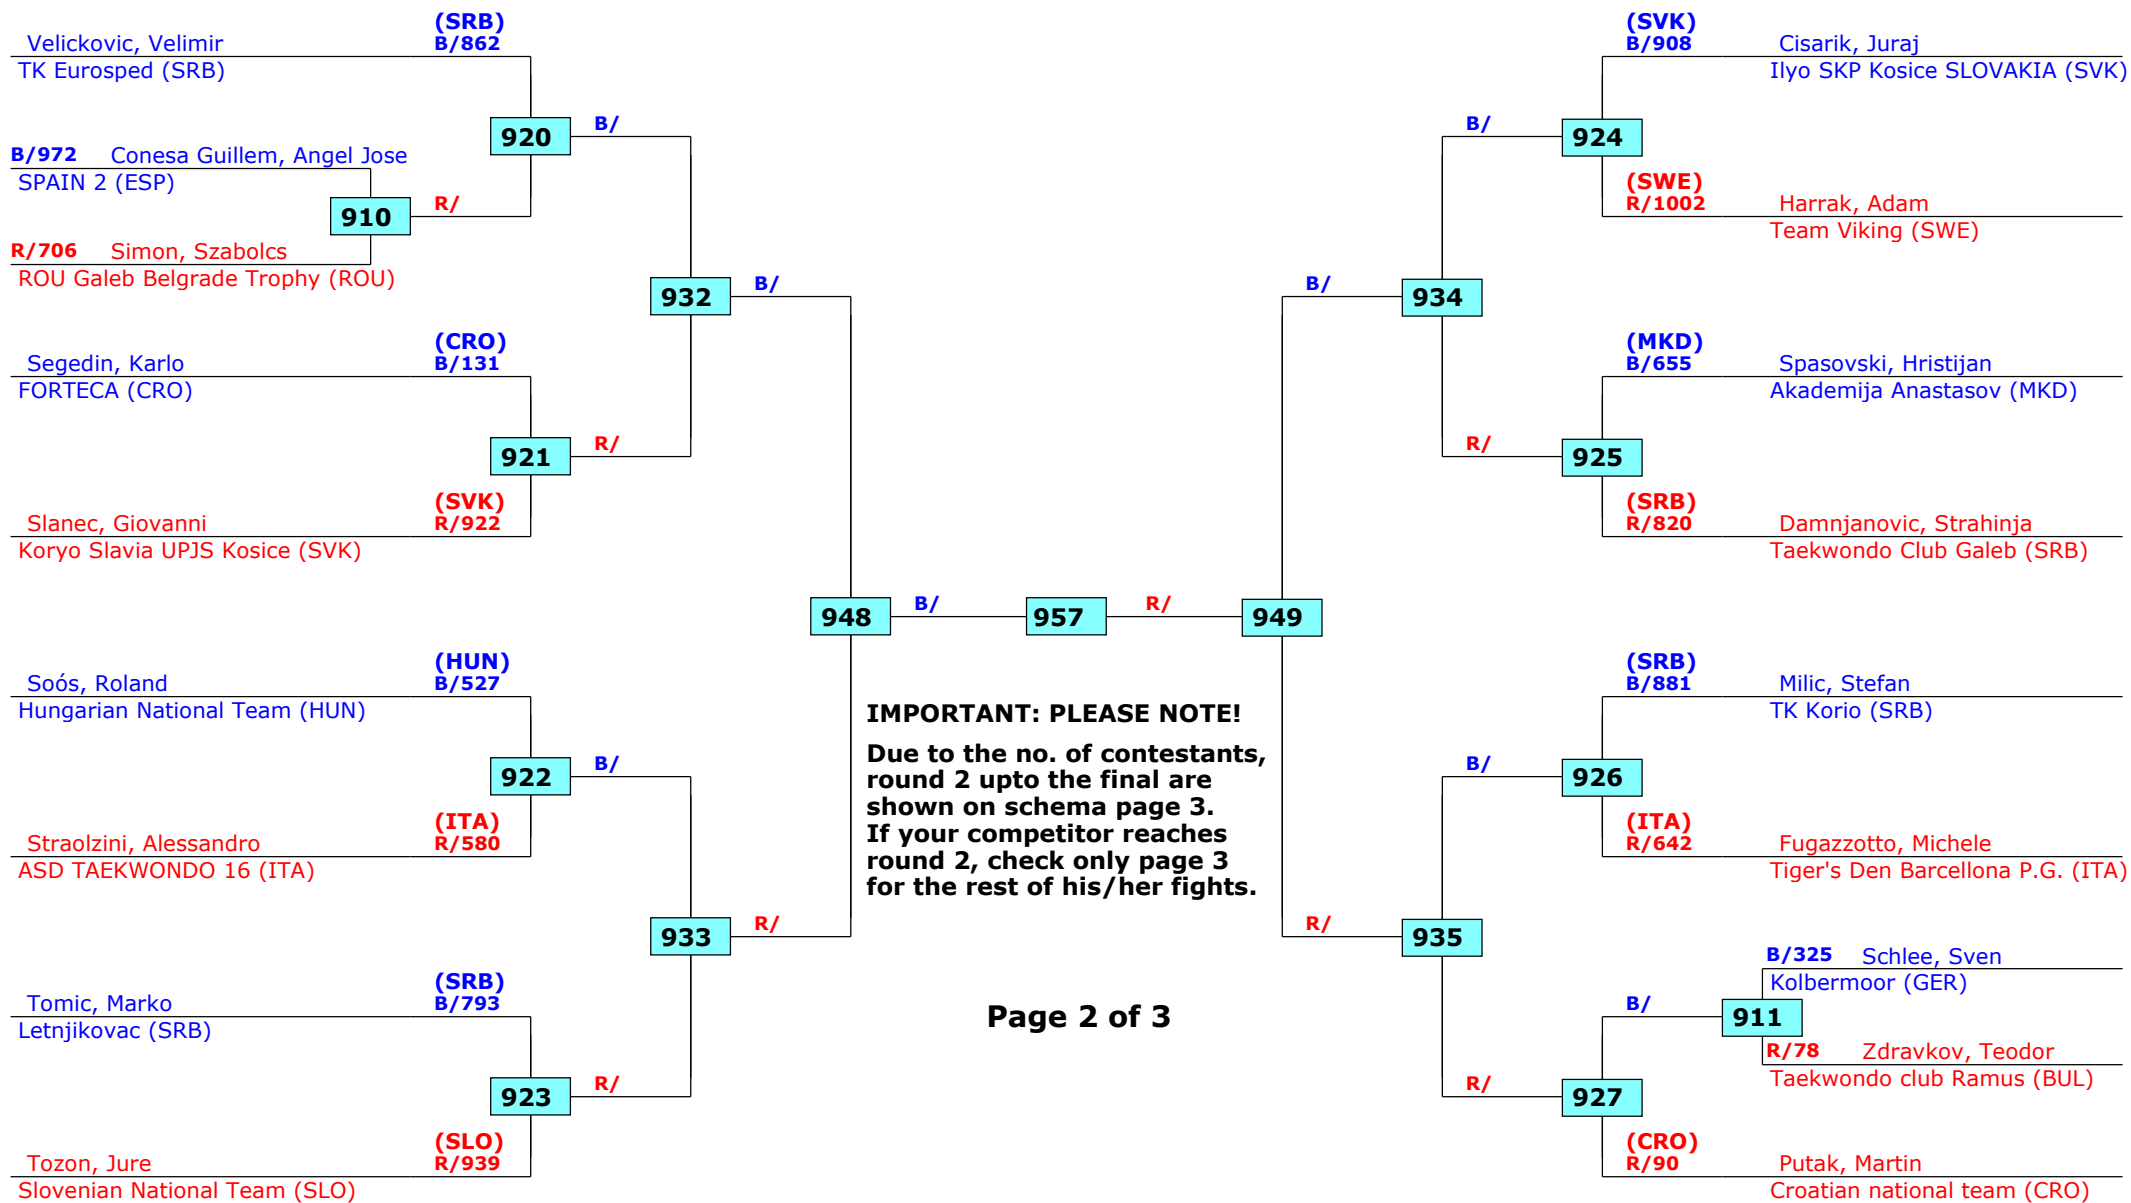 (SRB)
Velickovic, Velimir B/862
TK Eurosped (SRB)
920 B/
B/972 Conesa Guillem, Angel Jose
SPAIN 2 (ESP)
910 R/
R/706 Simon, Szabolcs
ROU Galeb Belgrade Trophy (ROU)
932 B/
(CRO)
Segedin, Karlo B/131
FORTECA (CRO)
921 R/
(SVK)
Slanec, Giovanni R/922
Koryo Slavia UPJS Kosice (SVK)
948 B/ 957 R/ 949
(HUN)
Soós, Roland B/527
Hungarian National Team (HUN)
922 B/
(ITA)
Straolzini, Alessandro R/580
ASD TAEKWONDO 16 (ITA)
933 R/
(SRB)
Tomic, Marko B/793
Letnjikovac (SRB)
923 R/
(SLO)
Tozon, Jure R/939
Slovenian National Team (SLO)
IMPORTANT: PLEASE NOTE!
Due to the no. of contestants,
round 2 upto the final are
shown on schema page 3.
If your competitor reaches
round 2, check only page 3
for the rest of his/her fights.
Page 2 of 3
(SVK)
B/908 Cisarik, Juraj
Ilyo SKP Kosice SLOVAKIA (SVK)
B/ 924
(SWE)
R/1002 Harrak, Adam
Team Viking (SWE)
B/ 934
(MKD)
B/655 Spasovski, Hristijan
Akademija Anastasov (MKD)
R/ 925
(SRB)
R/820 Damnjanovic, Strahinja
Taekwondo Club Galeb (SRB)
(SRB)
B/881 Milic, Stefan
TK Korio (SRB)
B/ 926
(ITA)
R/642 Fugazzotto, Michele
Tiger's Den Barcellona P.G. (ITA)
R/ 935
B/325 Schlee, Sven
Kolbermoor (GER)
B/ 911
R/78 Zdravkov, Teodor
Taekwondo club Ramus (BUL)
R/ 927
(CRO)
R/90 Putak, Martin
Croatian national team (CRO)